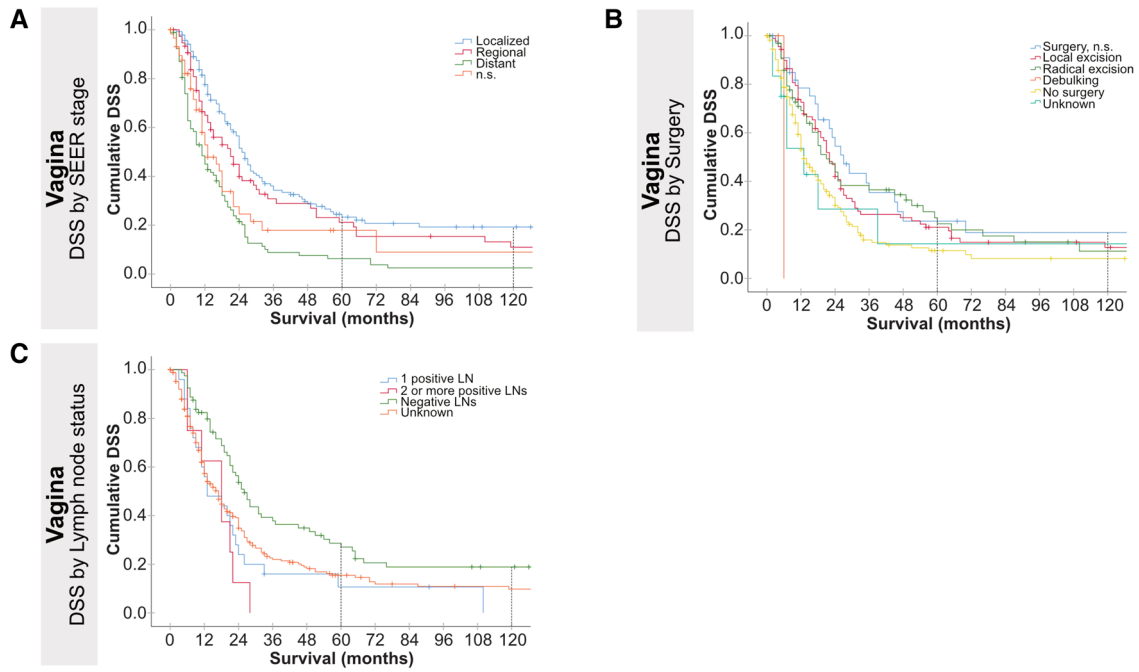 A
Vagina
DSS by SEER stage
Cumulative DSS
1.0
0.8
0.6
0.4
0.2
0.0
Localized
Regional
Distant
n.s.
0 12 24 36 48 60 72 84 96 108 120
Survival (months)
B
Vagina
DSS by Surgery
Cumulative DSS
1.0
0.8
0.6
0.4
0.2
0.0
Surgery, n.s.
Local excision
Radical excision
Debulking
No surgery
Unknown
0 12 24 36 48 60 72 84 96 108 120
Survival (months)
C
Vagina
DSS by Lymph node status
Cumulative DSS
1.0
0.8
0.6
0.4
0.2
0.0
1 positive LN
2 or more positive LNs
Negative LNs
Unknown
0 12 24 36 48 60 72 84 96 108 120
Survival (months)